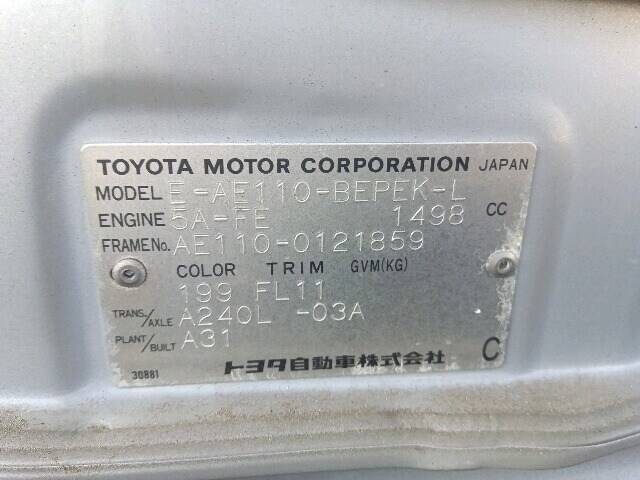 TOYOTA MOTOR CORPORATION JAPAN
MODEL E-AE110-BEPEK-L
ENGINE 5A-FE 1498 CC
FRAME No. AE110-0121859
COLOR TRIM GVM(KG)
199 FL11
TRANS./AXLE A240L -03A
PLANT/BUILT A31
30881 トヨタ自動車株式会社 C